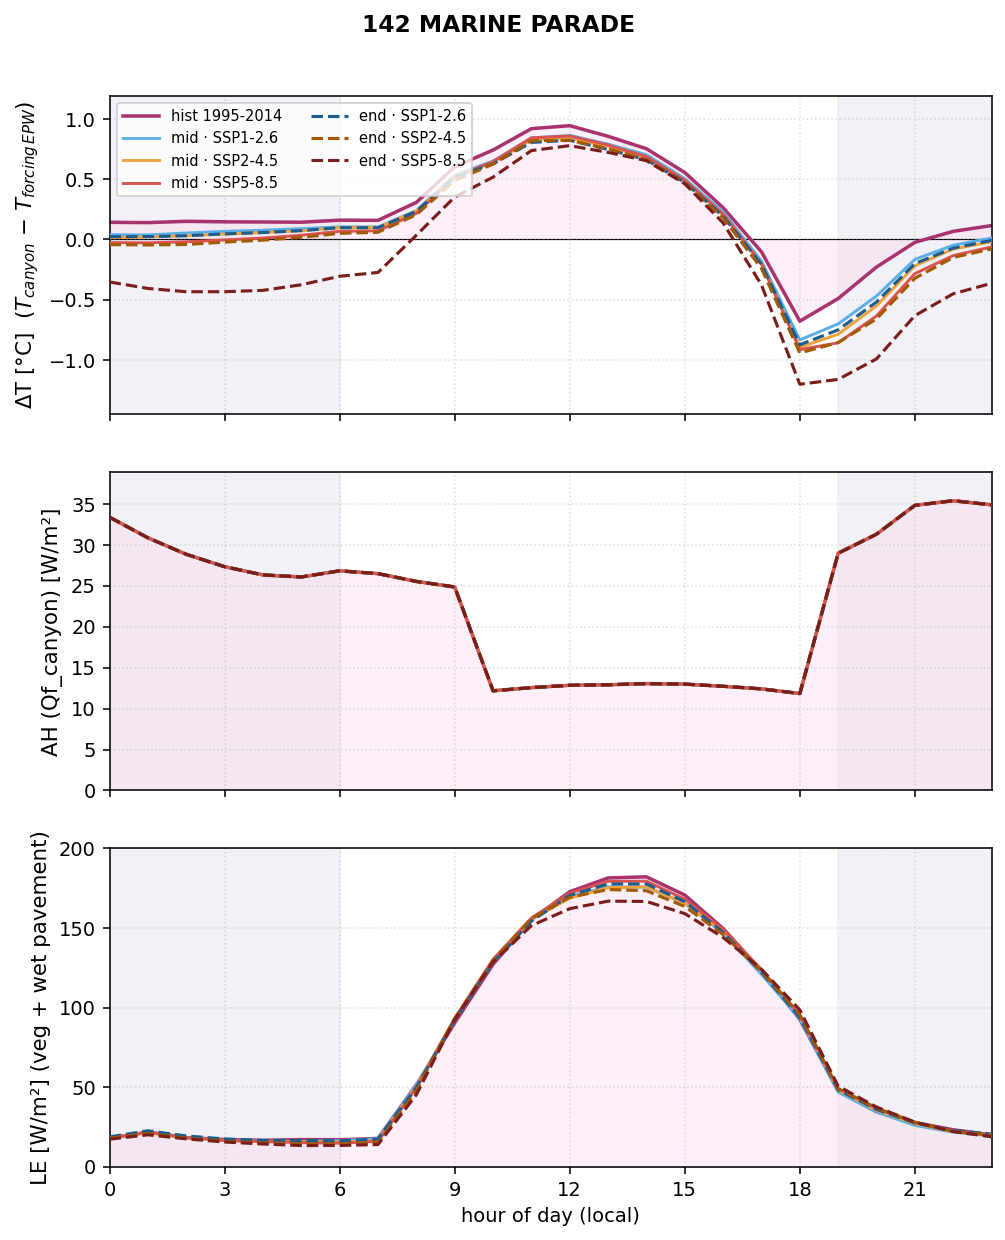 142 MARINE PARADE
ΔT [°C]  (T_canyon − T_forcing EPW)
1.0
0.5
0.0
−0.5
−1.0
hist 1995-2014
mid · SSP1-2.6
mid · SSP2-4.5
mid · SSP5-8.5
end · SSP1-2.6
end · SSP2-4.5
end · SSP5-8.5
AH (Qf_canyon) [W/m²]
35
30
25
20
15
10
5
0
LE [W/m²] (veg + wet pavement)
200
150
100
50
0
0 3 6 9 12 15 18 21
hour of day (local)